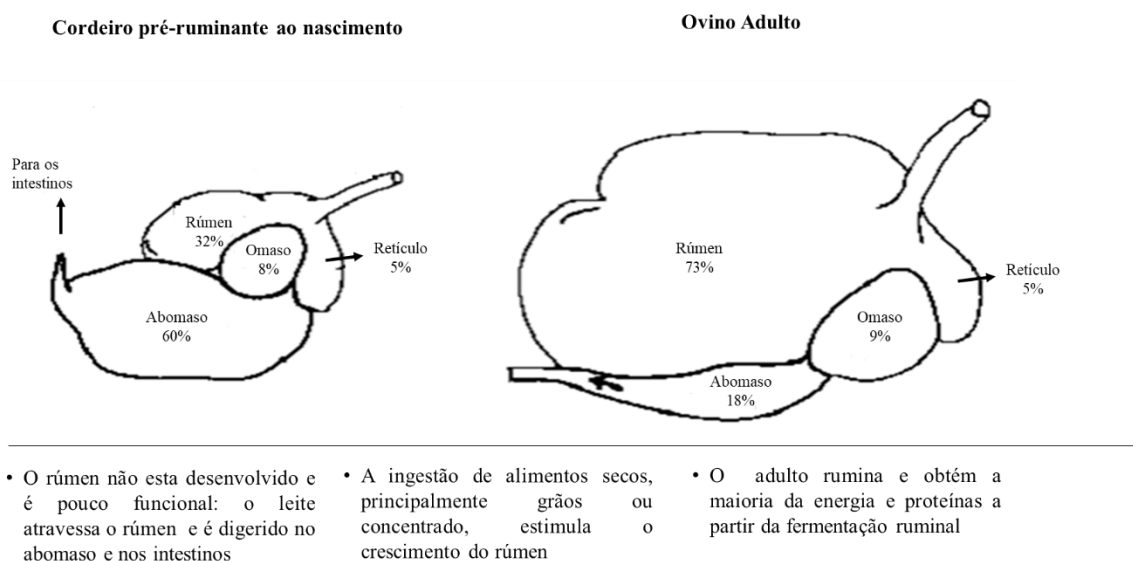 Cordeiro pré-ruminante ao nascimento
Ovino Adulto
Para os
intestinos
Rúmen
32%
Omaso
8%
Retículo
5%
Abomaso
60%
Rúmen
73%
Retículo
5%
Omaso
9%
Abomaso
18%
• O rúmen não esta desenvolvido e
é pouco funcional: o leite
atravessa o rúmen e é digerido no
abomaso e nos intestinos
• A ingestão de alimentos secos,
principalmente grãos ou
concentrado, estimula o
crescimento do rúmen
• O adulto rumina e obtém a
maioria da energia e proteínas a
partir da fermentação ruminal